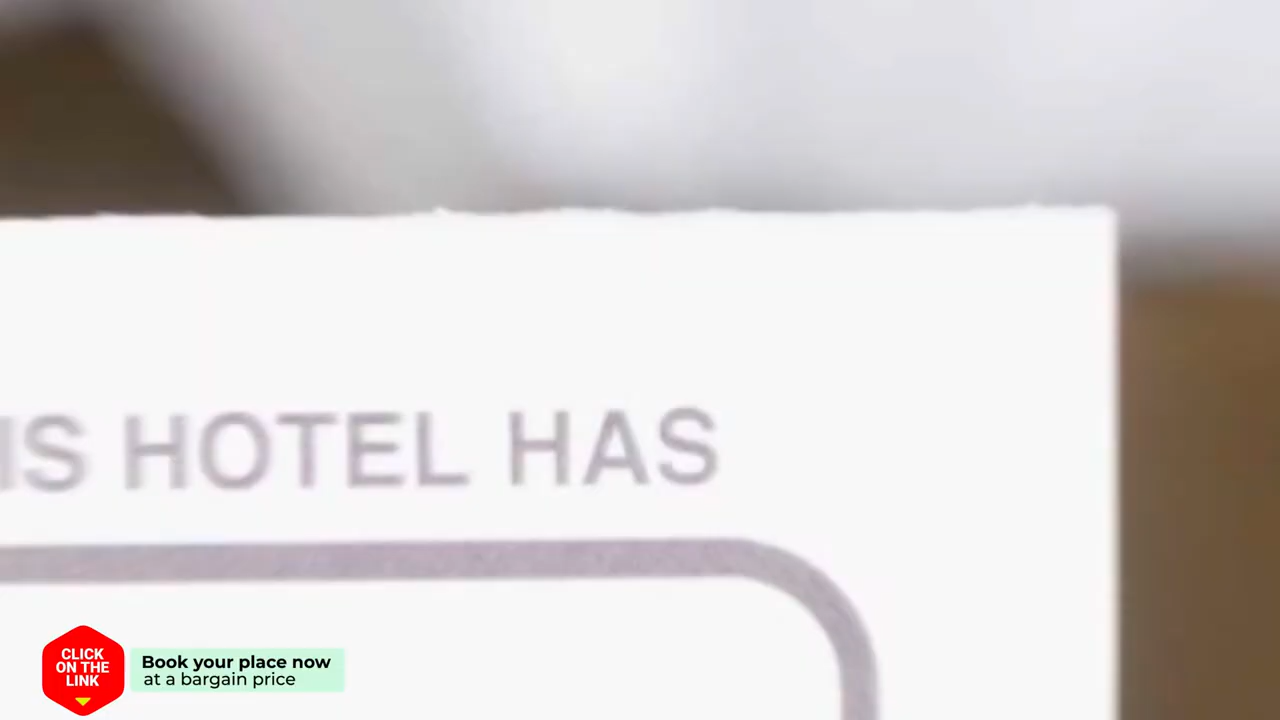 IS HOTEL HAS
CLICK
ON THE
LINK
Book your place now
at a bargain price